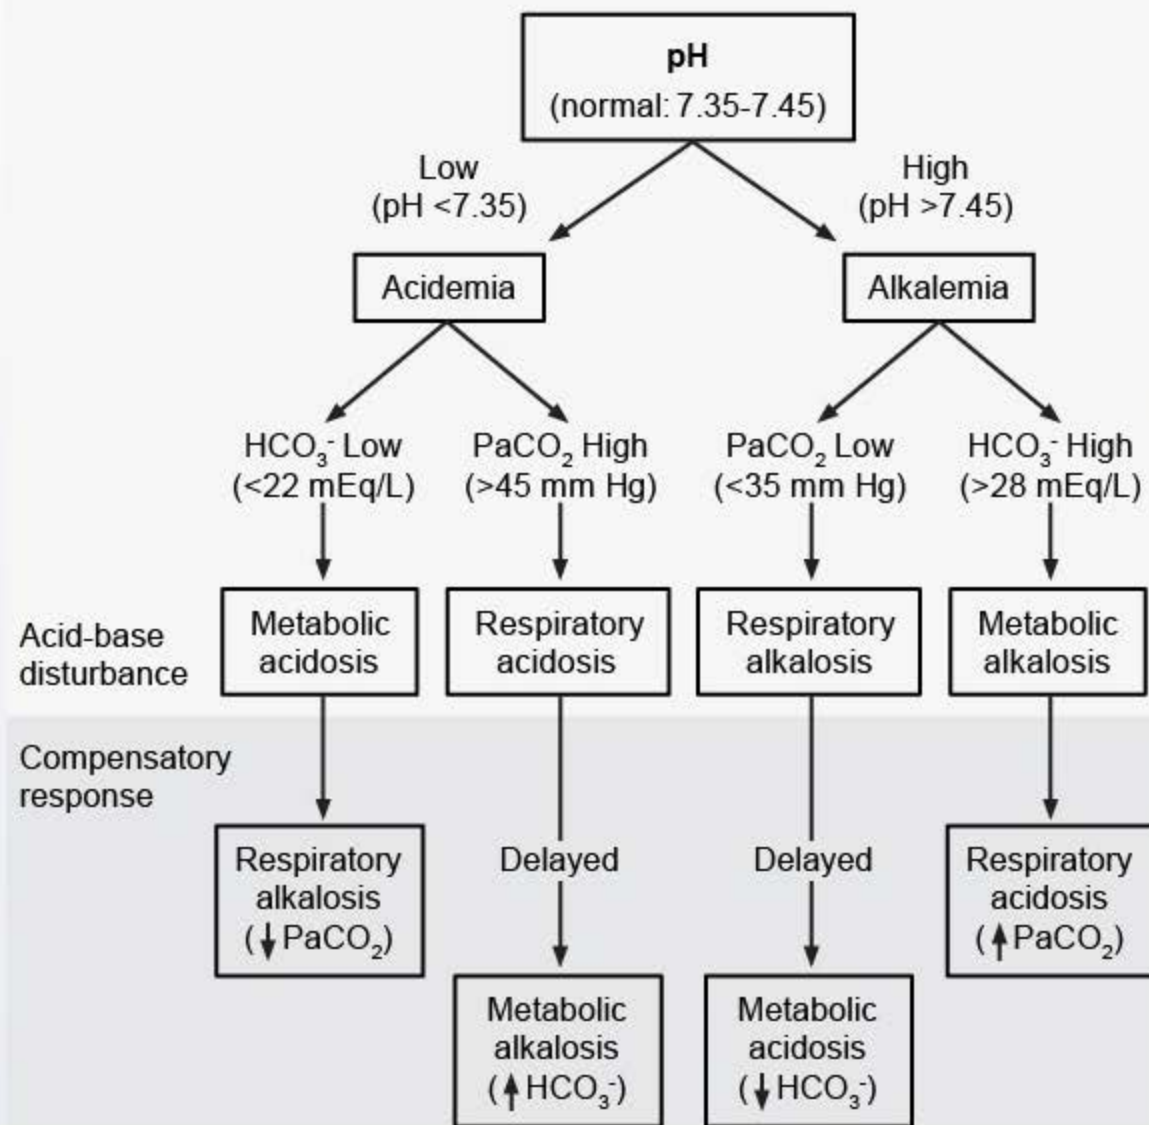 pH
(normal: 7.35-7.45)
Low
(pH <7.35)
High
(pH >7.45)
Acidemia
Alkalemia
HCO₃⁻ Low
(<22 mEq/L)
PaCO₂ High
(>45 mm Hg)
PaCO₂ Low
(<35 mm Hg)
HCO₃⁻ High
(>28 mEq/L)
Acid-base
disturbance
Metabolic
acidosis
Respiratory
acidosis
Respiratory
alkalosis
Metabolic
alkalosis
Compensatory
response
Respiratory
alkalosis
(↓PaCO₂)
Delayed
Delayed
Respiratory
acidosis
(↑PaCO₂)
Metabolic
alkalosis
(↑HCO₃⁻)
Metabolic
acidosis
(↓HCO₃⁻)